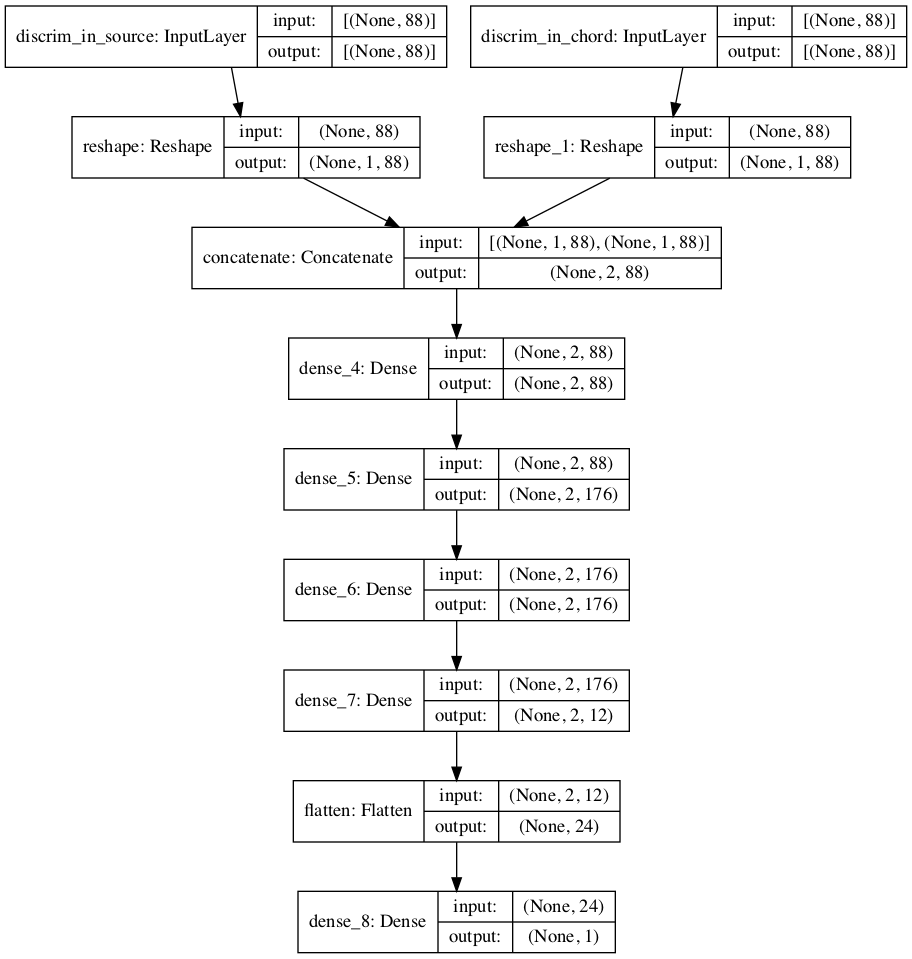 discrim_in_source: InputLayer
input:
[(None, 88)]
output:
[(None, 88)]
discrim_in_chord: InputLayer
input:
[(None, 88)]
output:
[(None, 88)]
reshape: Reshape
input:
(None, 88)
output:
(None, 1, 88)
reshape_1: Reshape
input:
(None, 88)
output:
(None, 1, 88)
concatenate: Concatenate
input:
[(None, 1, 88), (None, 1, 88)]
output:
(None, 2, 88)
dense_4: Dense
input:
(None, 2, 88)
output:
(None, 2, 88)
dense_5: Dense
input:
(None, 2, 88)
output:
(None, 2, 176)
dense_6: Dense
input:
(None, 2, 176)
output:
(None, 2, 176)
dense_7: Dense
input:
(None, 2, 176)
output:
(None, 2, 12)
flatten: Flatten
input:
(None, 2, 12)
output:
(None, 24)
dense_8: Dense
input:
(None, 24)
output:
(None, 1)